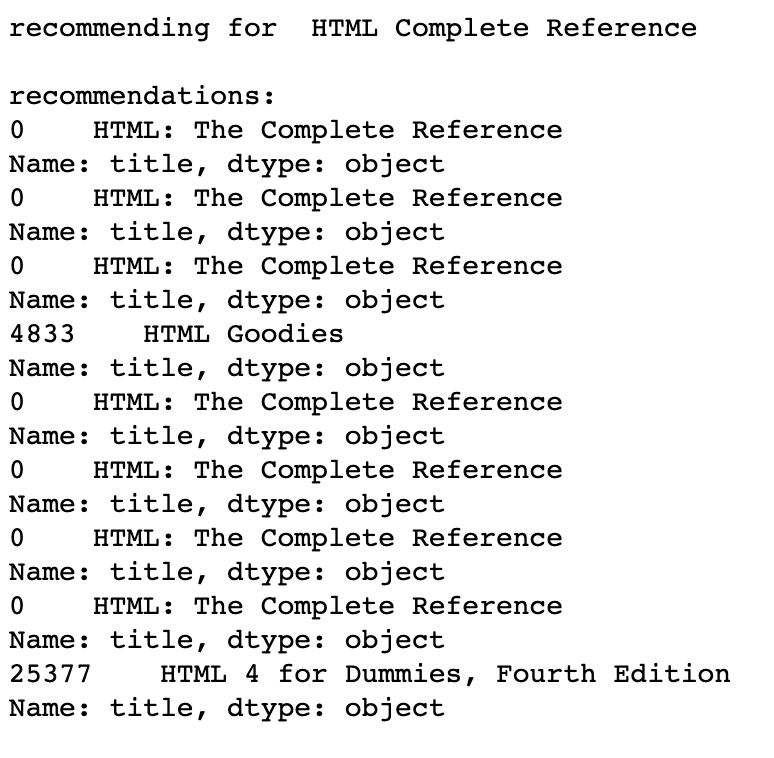 recommending for  HTML Complete Reference

recommendations:
0    HTML: The Complete Reference
Name: title, dtype: object
0    HTML: The Complete Reference
Name: title, dtype: object
0    HTML: The Complete Reference
Name: title, dtype: object
4833    HTML Goodies
Name: title, dtype: object
0    HTML: The Complete Reference
Name: title, dtype: object
0    HTML: The Complete Reference
Name: title, dtype: object
0    HTML: The Complete Reference
Name: title, dtype: object
0    HTML: The Complete Reference
Name: title, dtype: object
25377    HTML 4 for Dummies, Fourth Edition
Name: title, dtype: object